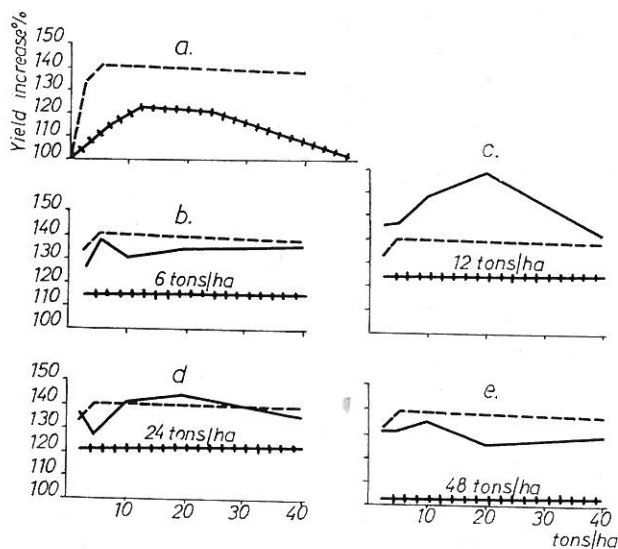 Yield increase%
150
140
130
120
110
100
a.
150
140
130
120
110
100
b.
6 tons/ha
c.
12 tons/ha
150
140
130
120
110
100
d
24 tons/ha
10 20 30 40
e.
48 tons/ha
10 20 30 40
tons/ha